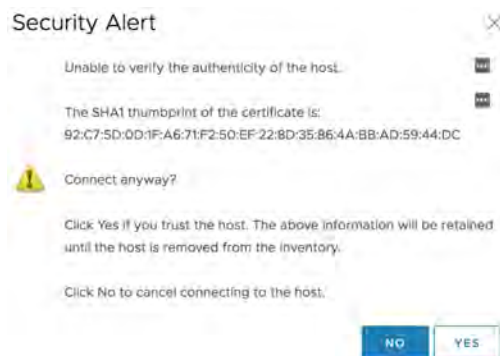 Security Alert
Unable to verify the authenticity of the host.
The SHA1 thumbprint of the certificate is:
92:C7:5D:0D:1F:A6:71:F2:50:EF:22:8D:35:86:4A:BB:AD:59:44:DC
Connect anyway?
Click Yes if you trust the host. The above information will be retained
until the host is removed from the inventory.
Click No to cancel connecting to the host.
NO YES